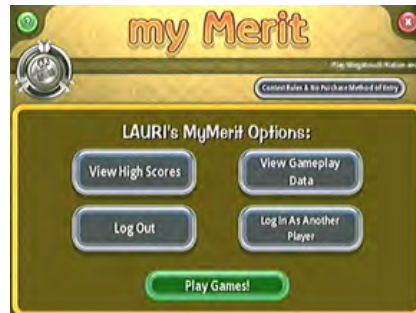 my Merit
Contest Rules & No Purchase Method of Entry
LAURI's MyMerit Options:
View High Scores
View Gameplay
Data
Log Out
Log In As Another
Player
Play Games!